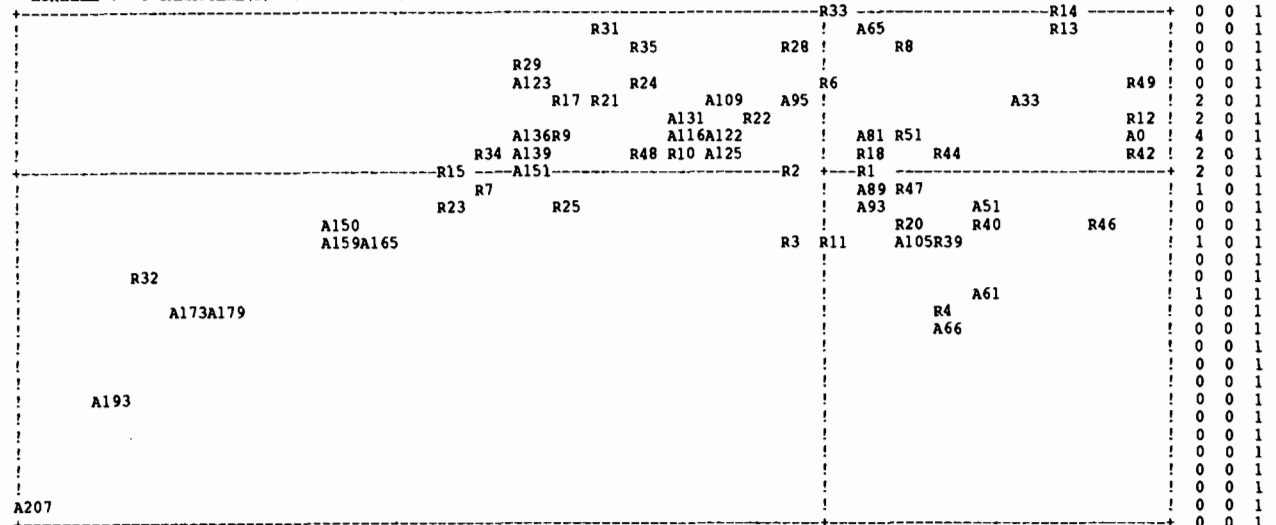 +---------------------------------------------------------------------------------R33 --------------------R14 --------+ 0 0 1
! R31 ! A65 R13 ! 0 0 1
! R35 R28 ! R8 ! 0 0 1
! R29 ! ! 0 0 1
! A123 R24 R6 R49 ! 0 0 1
! R17 R21 A109 A95 ! A33 ! 2 0 1
! A131 R22 ! R12 ! 2 0 1
! A136R9 A116A122 ! A81 R51 A0 ! 4 0 1
! R34 A139 R48 R10 A125 ! R18 R44 R42 ! 2 0 1
+-------------------------------------------R15 ----A151--------------------------R2 +---R1 ----------------------------+ 2 0 1
! R7 ! A89 R47 ! 1 0 1
! R23 R25 ! A93 A51 ! 0 0 1
! A150 ! R20 R40 R46 ! 0 0 1
! A159A165 R3 R11 A105R39 ! 1 0 1
! ! ! 0 0 1
! R32 ! ! 0 0 1
! ! A61 ! 1 0 1
! A173A179 ! R4 ! 0 0 1
! ! A66 ! 0 0 1
! ! ! 0 0 1
! ! ! 0 0 1
! ! ! 0 0 1
! A193 ! ! 0 0 1
! ! ! 0 0 1
! ! ! 0 0 1
! ! ! 0 0 1
! ! ! 0 0 1
! ! ! 0 0 1
A207 ! ! 0 0 1
+---------------------------------------------------------------------------------+-----------------------------------+ 0 0 1